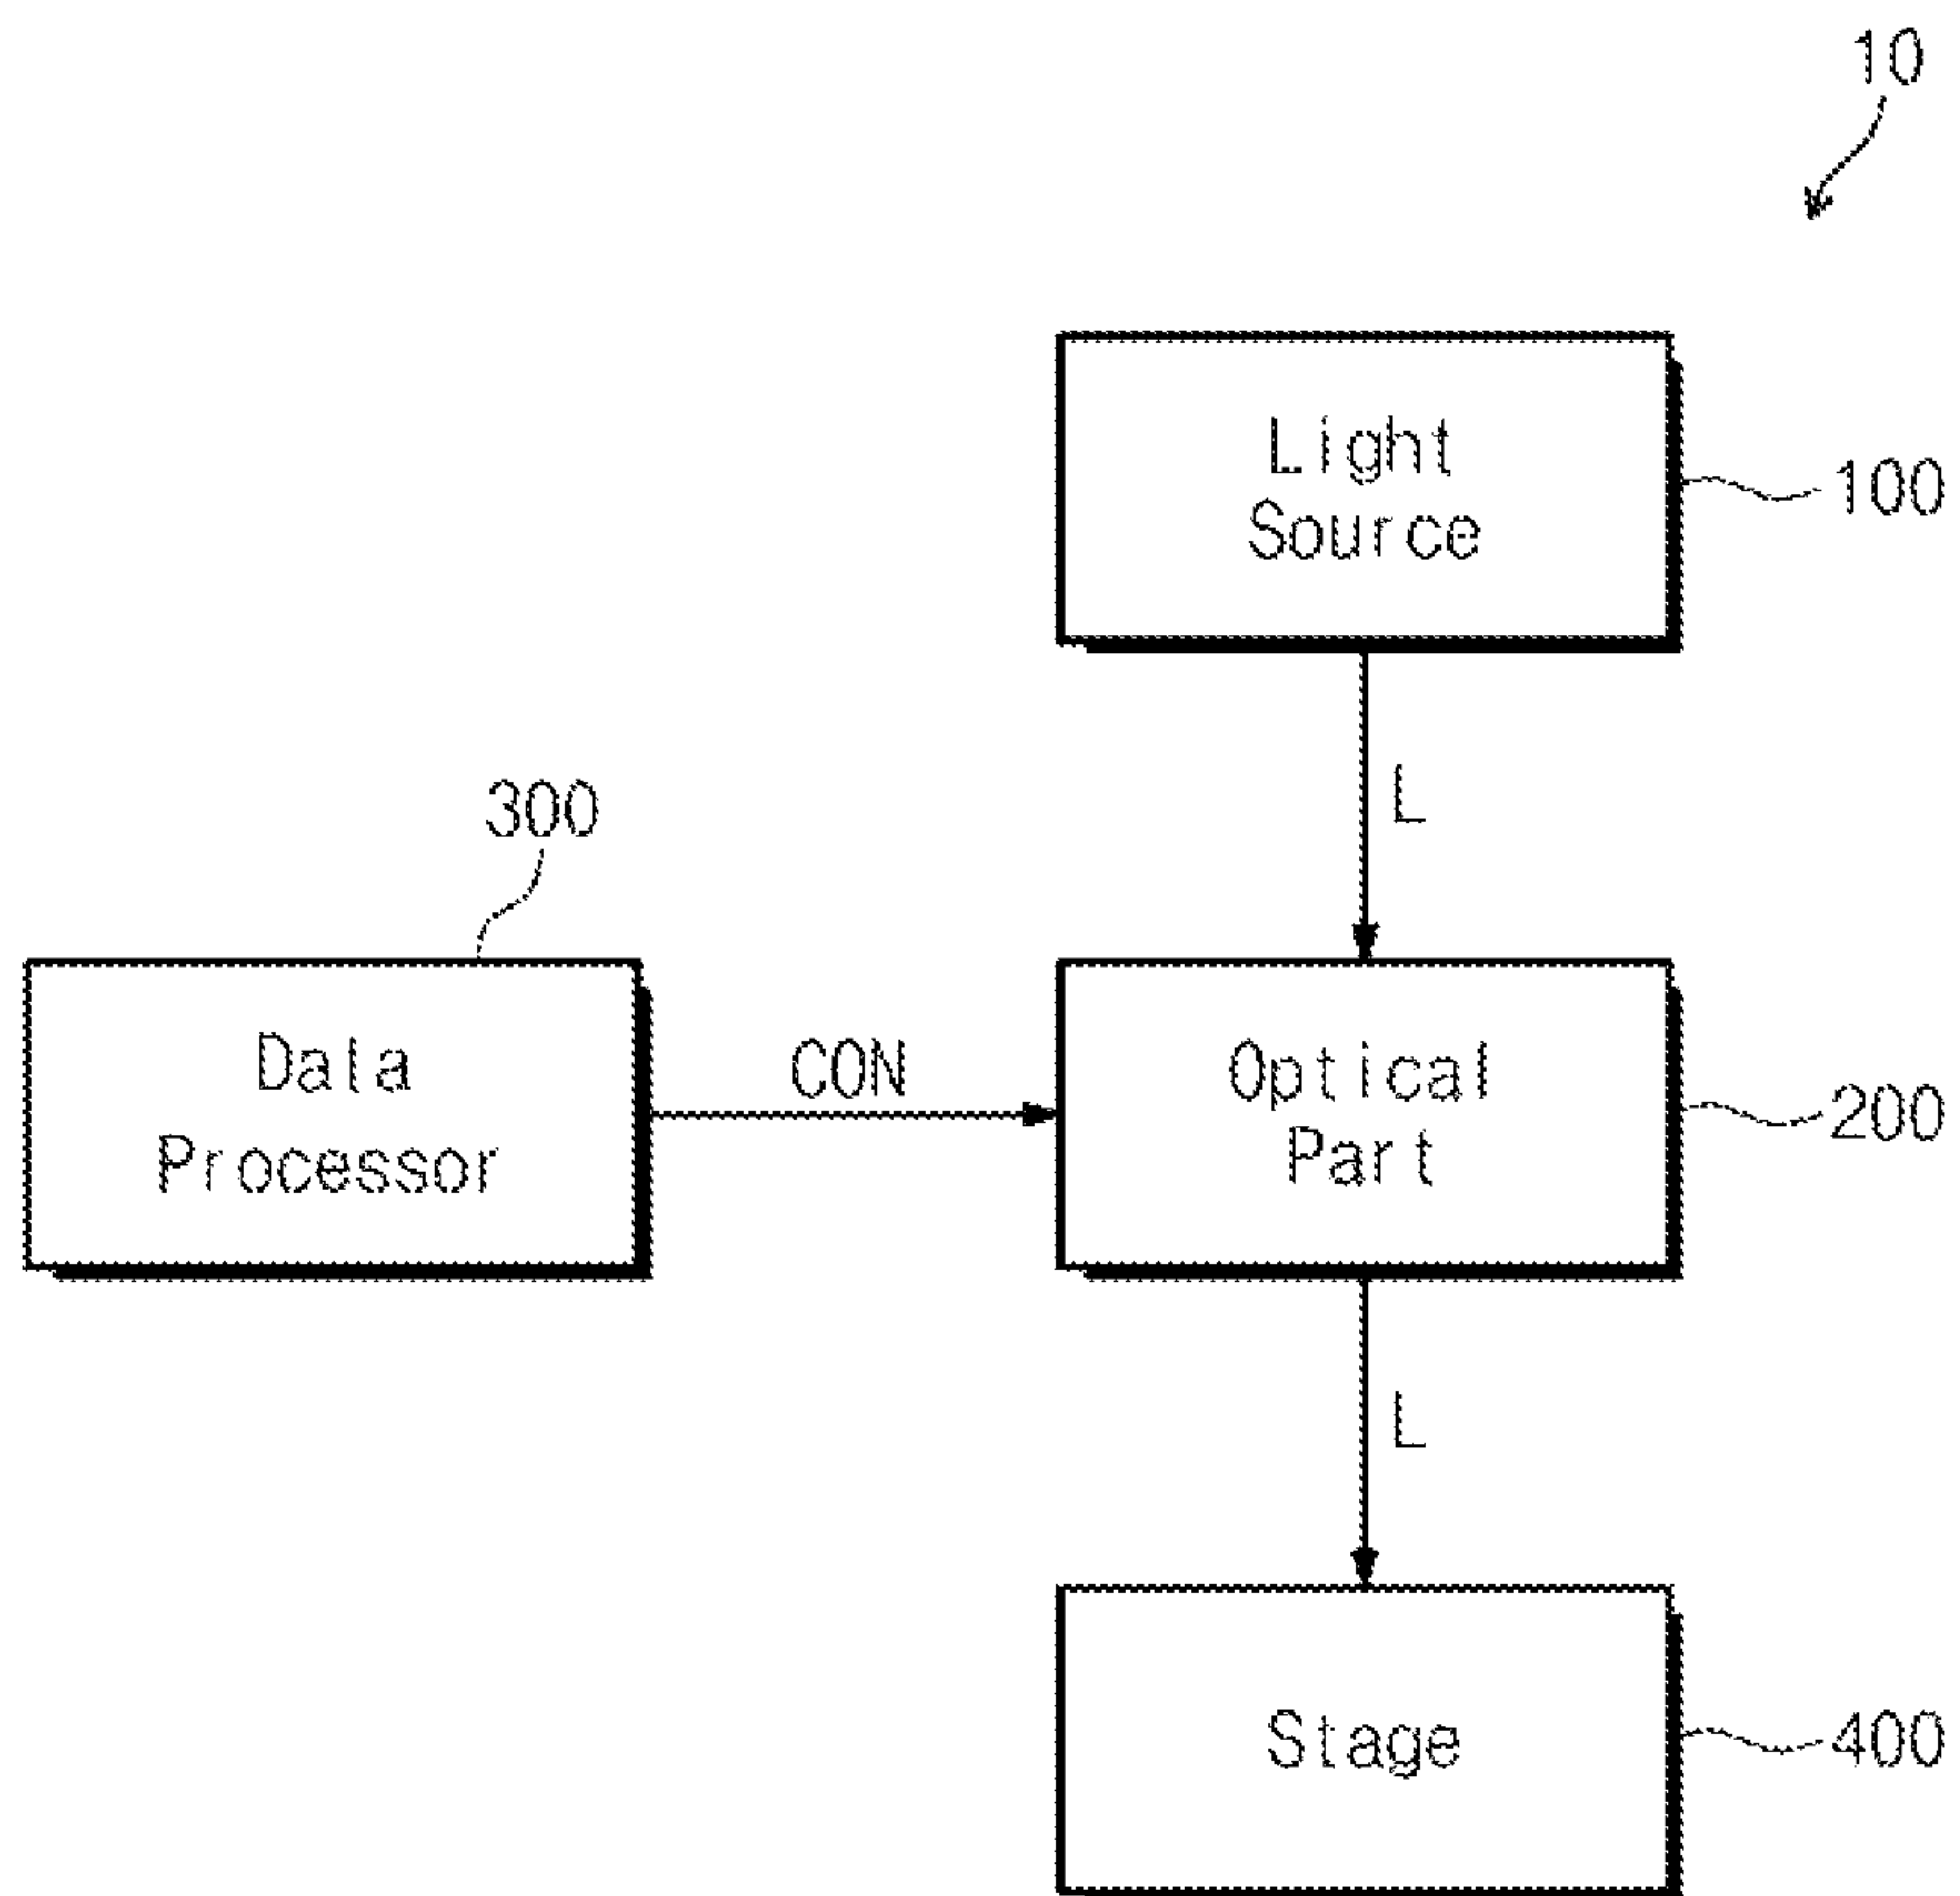 10
Light
Source
100
L
300
Data
Processor
CON
Optical
Part
200
L
Stage
400